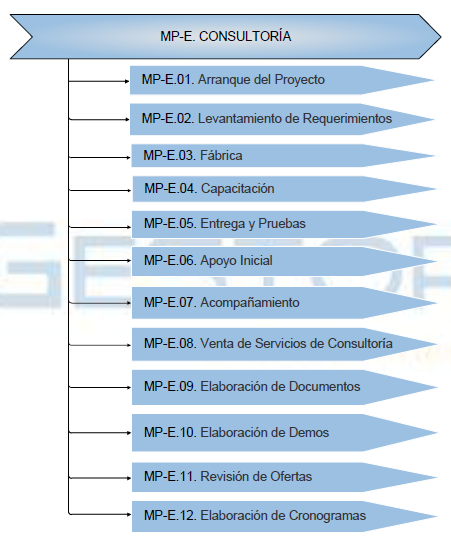 MP-E. CONSULTORÍA
MP-E.01. Arranque del Proyecto
MP-E.02. Levantamiento de Requerimientos
MP-E.03. Fábrica
MP-E.04. Capacitación
MP-E.05. Entrega y Pruebas
MP-E.06. Apoyo Inicial
MP-E.07. Acompañamiento
MP-E.08. Venta de Servicios de Consultoría
MP-E.09. Elaboración de Documentos
MP-E.10. Elaboración de Demos
MP-E.11. Revisión de Ofertas
MP-E.12. Elaboración de Cronogramas